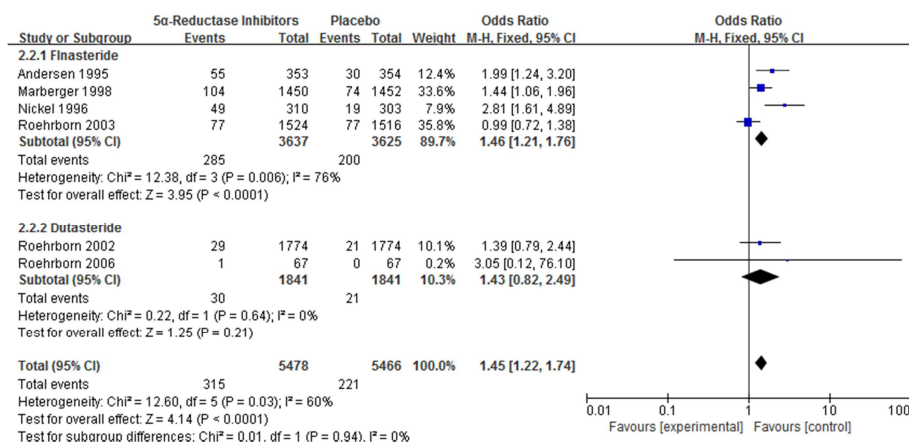 5α-Reductase Inhibitors Placebo Odds Ratio Odds Ratio
Study or Subgroup Events Total Events Total Weight M-H, Fixed, 95% CI M-H, Fixed, 95% CI
2.2.1 FInasteride
Andersen 1995 55 353 30 354 12.4% 1.99 [1.24, 3.20]
Marberger 1998 104 1450 74 1452 33.6% 1.44 [1.06, 1.96]
Nickel 1996 49 310 19 303 7.9% 2.81 [1.61, 4.89]
Roehrborn 2003 77 1524 77 1516 35.8% 0.99 [0.72, 1.38]
Subtotal (95% CI) 3637 3625 89.7% 1.46 [1.21, 1.76]
Total events 285 200
Heterogeneity: Chi² = 12.38, df = 3 (P = 0.006); I² = 76%
Test for overall effect: Z = 3.95 (P < 0.0001)
2.2.2 Dutasteride
Roehrborn 2002 29 1774 21 1774 10.1% 1.39 [0.79, 2.44]
Roehrborn 2006 1 67 0 67 0.2% 3.05 [0.12, 76.10]
Subtotal (95% CI) 1841 1841 10.3% 1.43 [0.82, 2.49]
Total events 30 21
Heterogeneity: Chi² = 0.22, df = 1 (P = 0.64); I² = 0%
Test for overall effect: Z = 1.25 (P = 0.21)
Total (95% CI) 5478 5466 100.0% 1.45 [1.22, 1.74]
Total events 315 221
Heterogeneity: Chi² = 12.60, df = 5 (P = 0.03); I² = 60%
Test for overall effect: Z = 4.14 (P < 0.0001)
Test for subgroup differences: Chi² = 0.01, df = 1 (P = 0.94), I² = 0%
0.01 0.1 1 10 100
Favours [experimental] Favours [control]